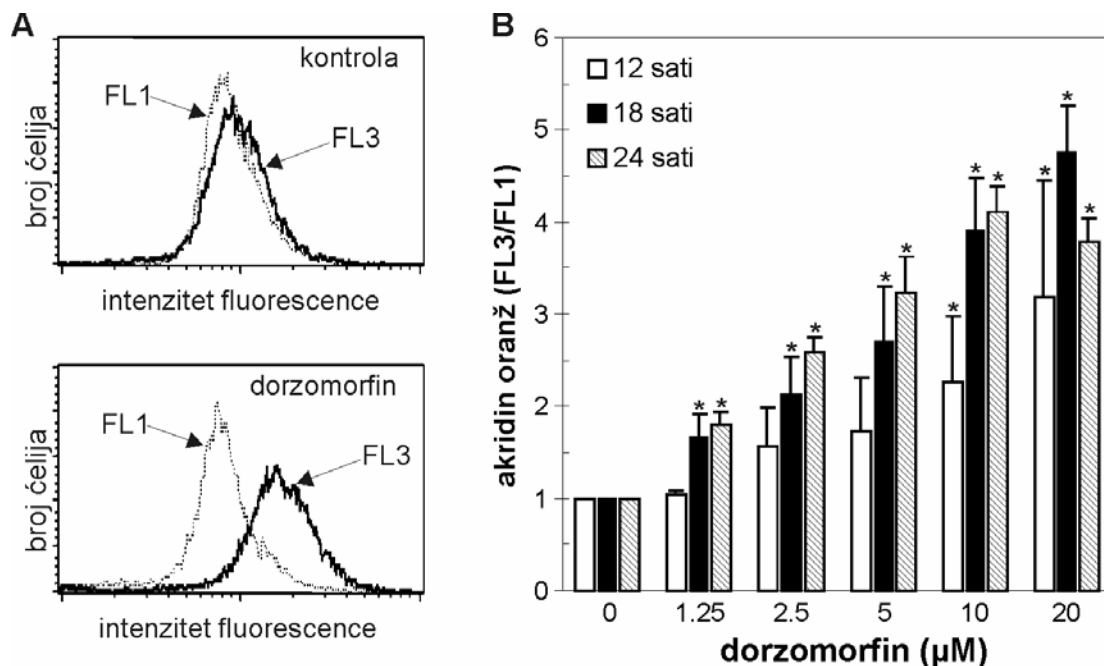 A
kontrola
FL1
FL3
broj ćelija
intenzitet fluorescence
dorzomorfin
FL1
FL3
broj ćelija
intenzitet fluorescence
B
12 sati
18 sati
24 sati
akridin oranž (FL3/FL1)
6
5
4
3
2
1
0
* * * * * * * * * * * *
0 1.25 2.5 5 10 20
dorzomorfin (µM)